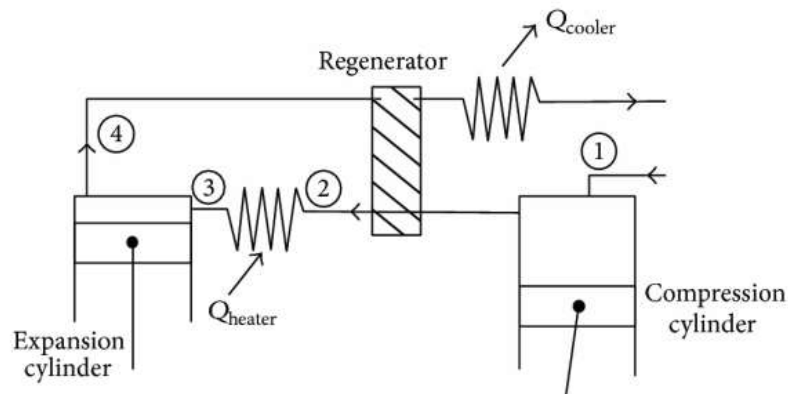 Q_cooler
Regenerator
4
1
3
2
Q_heater
Compression
cylinder
Expansion
cylinder